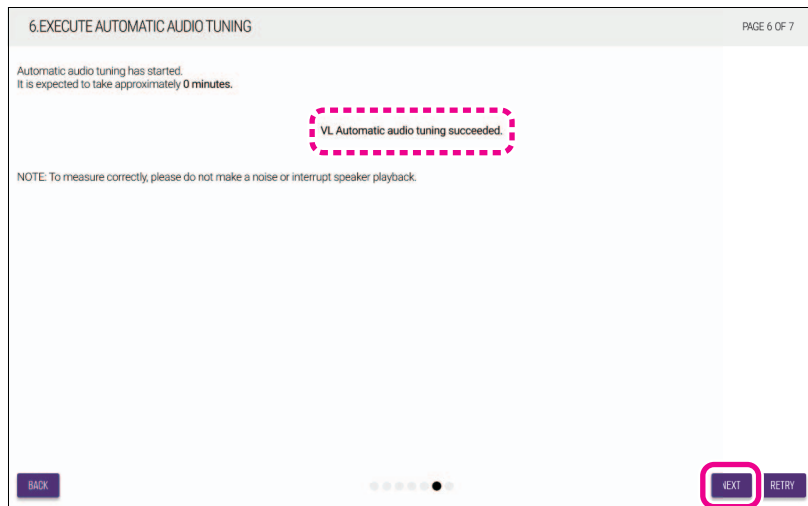 6.EXECUTE AUTOMATIC AUDIO TUNING
PAGE 6 OF 7
Automatic audio tuning has started.
It is expected to take approximately 0 minutes.
VL Automatic audio tuning succeeded.
NOTE: To measure correctly, please do not make a noise or interrupt speaker playback.
BACK
NEXT
RETRY